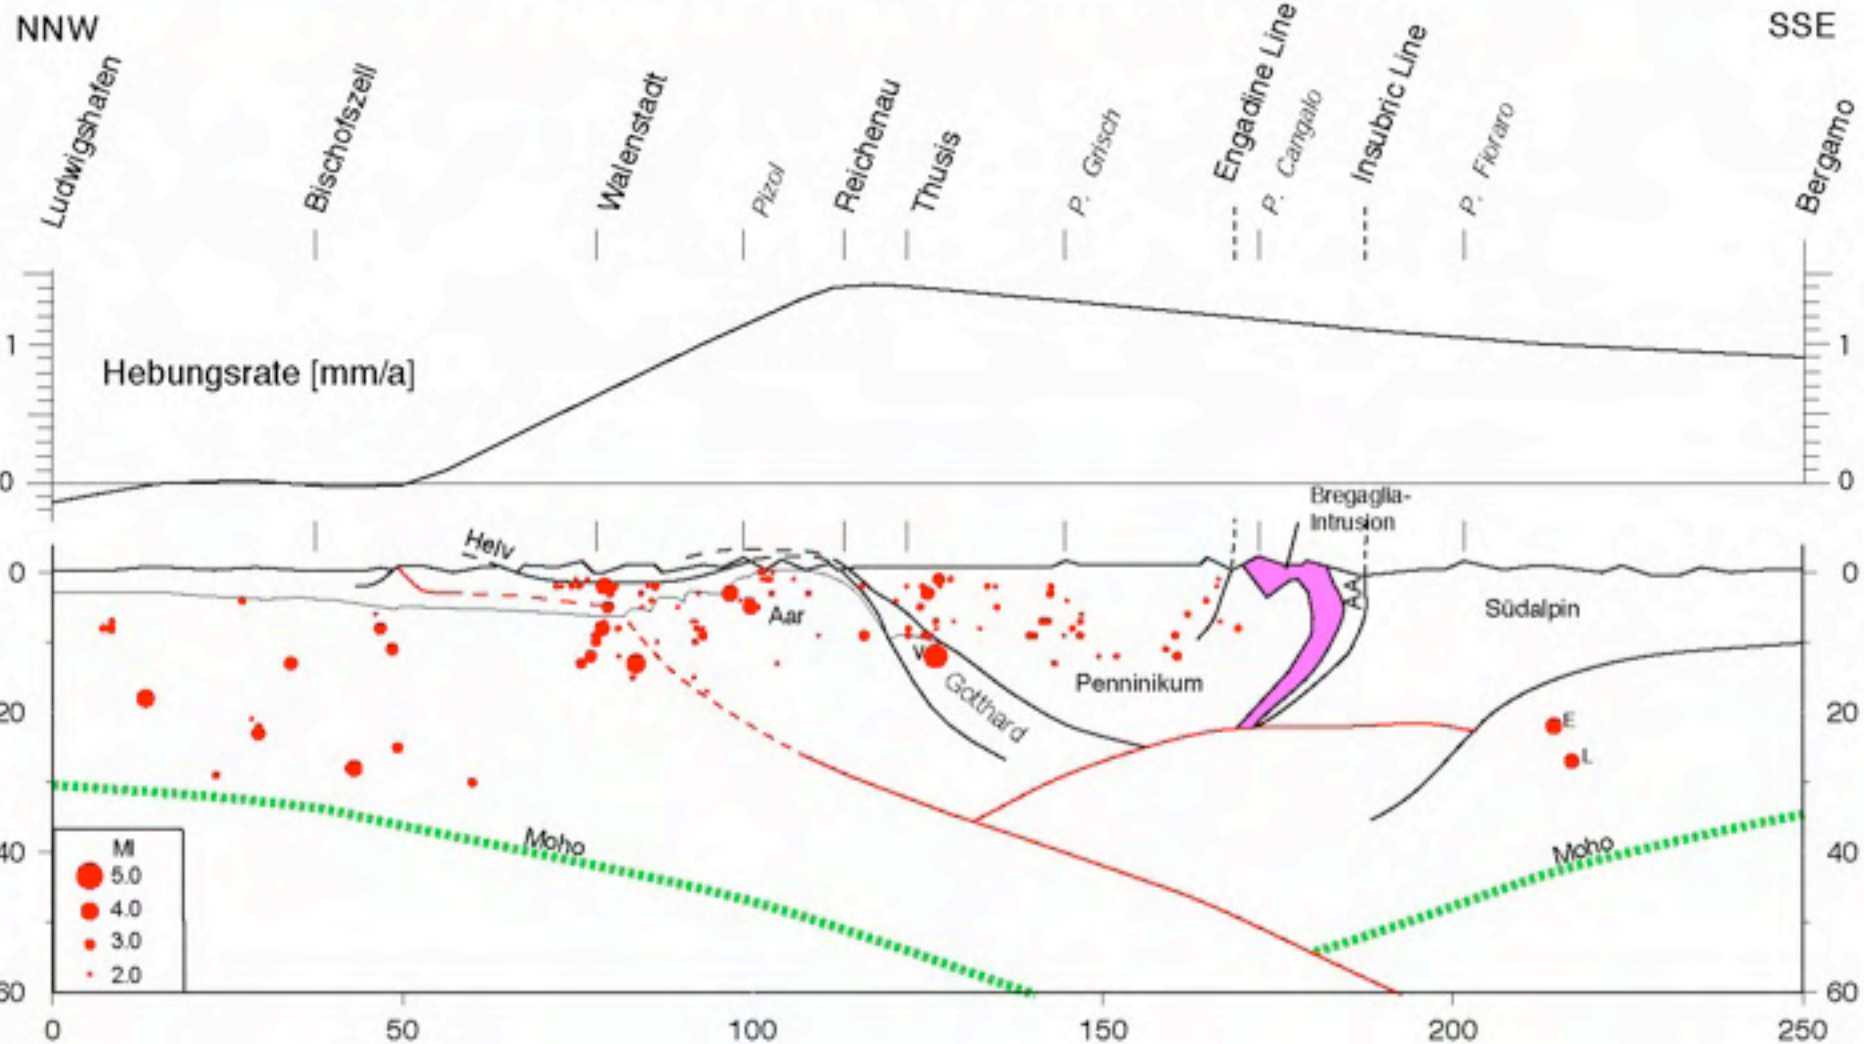 NNW
SSE
Ludwigshafen
Bischofszell
Walenstadt
Pizol
Reichenau
Thusis
P. Grisch
Engadine Line
P. Cangalo
Insubric Line
P. Fioraro
Bergamo
1
1
Hebungsrate [mm/a]
0
0
Bregaglia-
Intrusion
Helv
0
0
AA
Aar
Südalpin
V
Penninikum
Gotthard
20
20
E
L
Moho
Moho
40
40
Ml
5.0
4.0
3.0
2.0
60
60
0
50
100
150
200
250